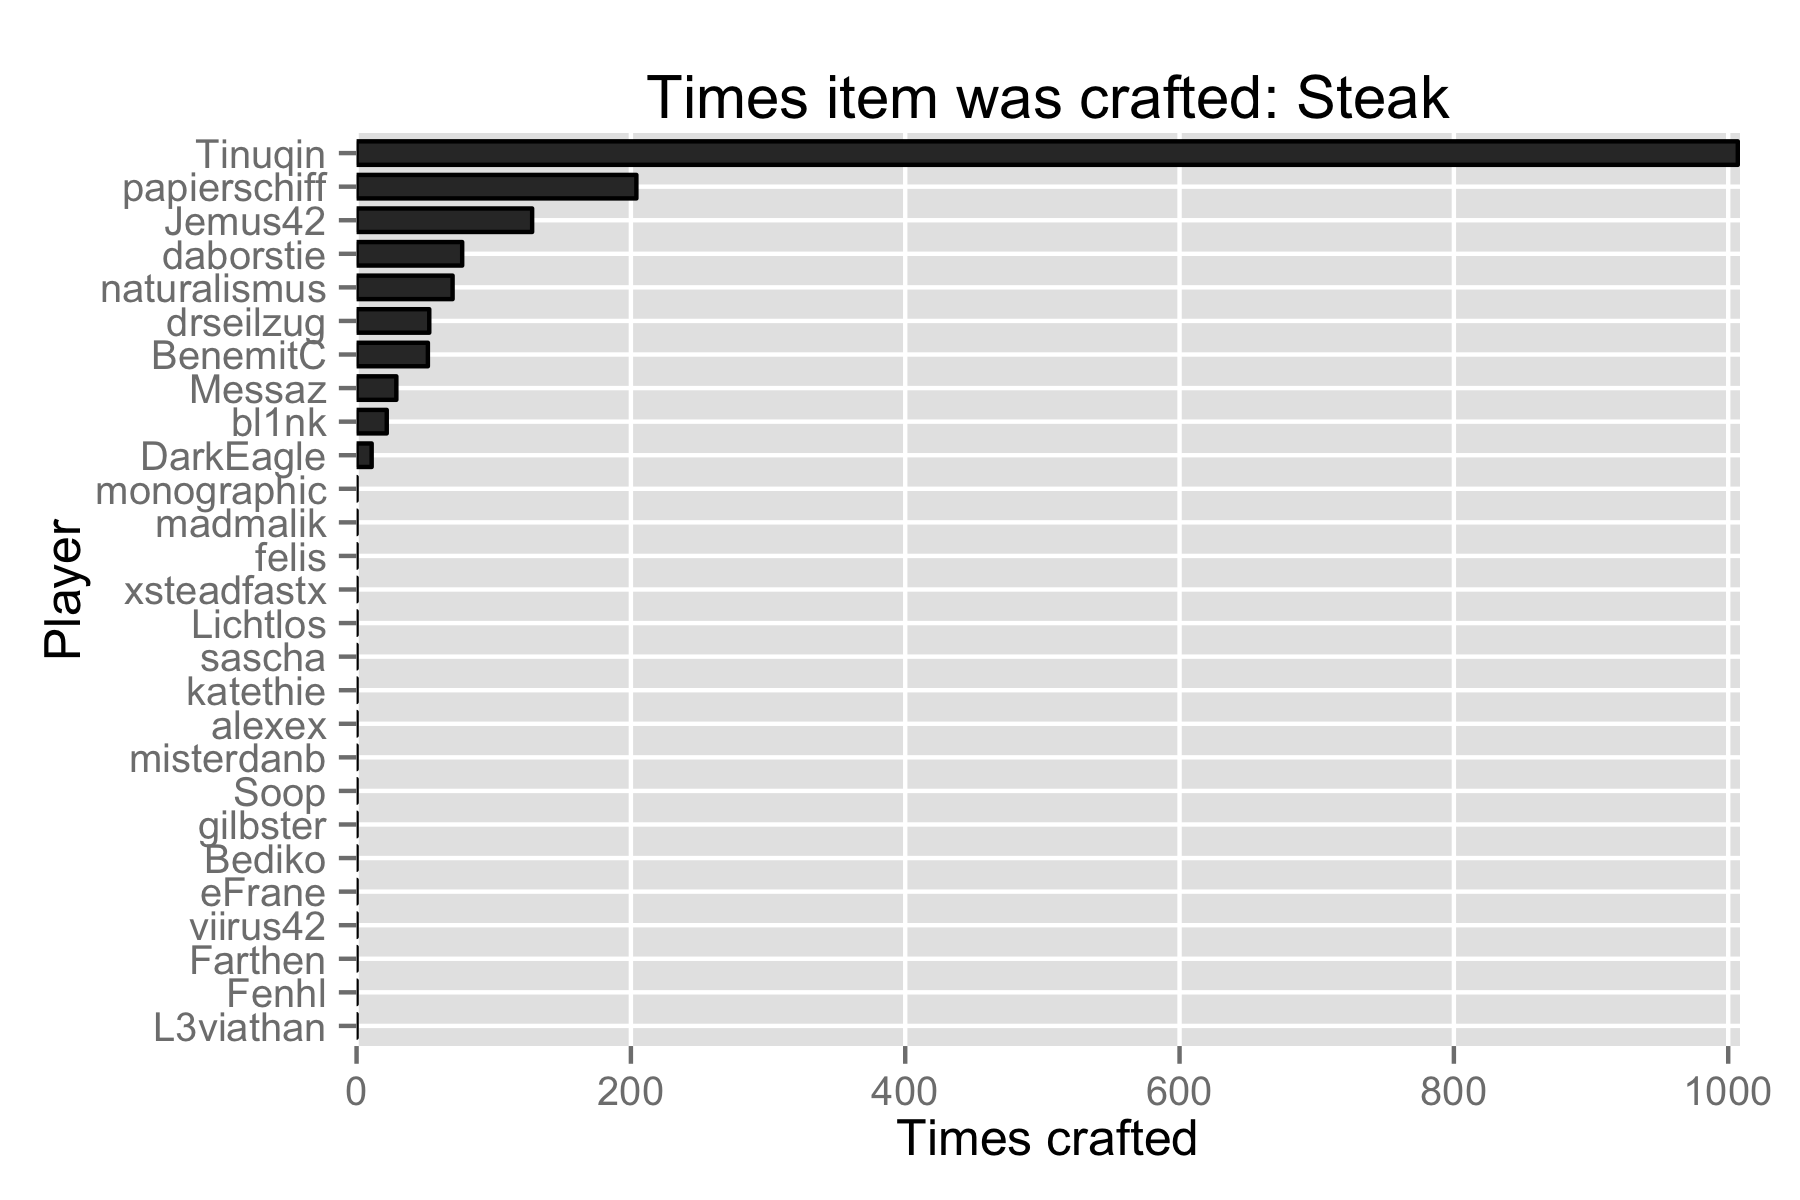 Times item was crafted: Steak
Tinuqin
papierschiff
Jemus42
daborstie
naturalismus
drseilzug
BenemitC
Messaz
bl1nk
DarkEagle
monographic
madmalik
felis
xsteadfastx
Lichtlos
sascha
katethie
alexex
misterdanb
Soop
gilbster
Bediko
eFrane
viirus42
Farthen
Fenhl
L3viathan
Player
0 200 400 600 800 1000
Times crafted